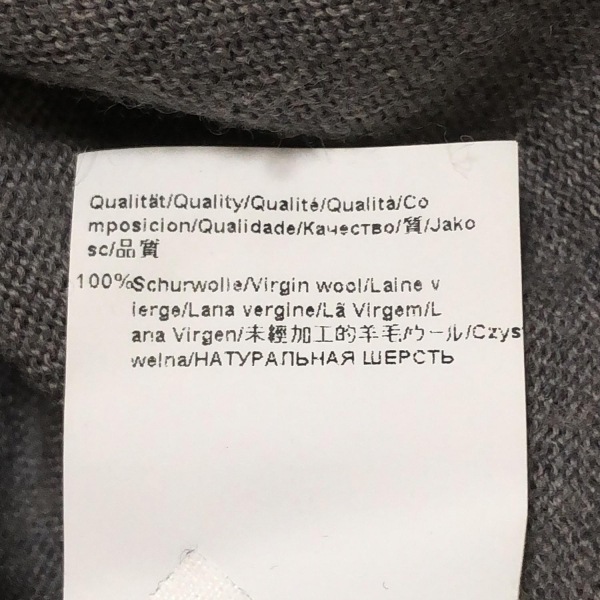 Qualität/Quality/Qualité/Qualità/Co
mposicion/Qualidade/Качество/質/Jako
sc/品質
100%Schurwolle/Virgin wool/Laine v
ierge/Lana vergine/Lã Virgem/L
ana Virgen/未經加工的羊毛/ウール/Czys
wełna/НАТУРАЛЬНАЯ ШЕРСТЬ